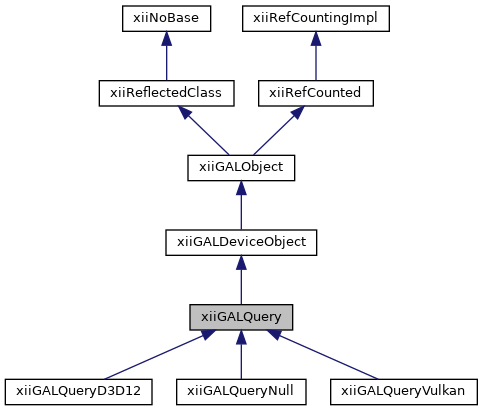 xiiNoBase
xiiRefCountingImpl
xiiReflectedClass
xiiRefCounted
xiiGALObject
xiiGALDeviceObject
xiiGALQuery
xiiGALQueryD3D12
xiiGALQueryNull
xiiGALQueryVulkan